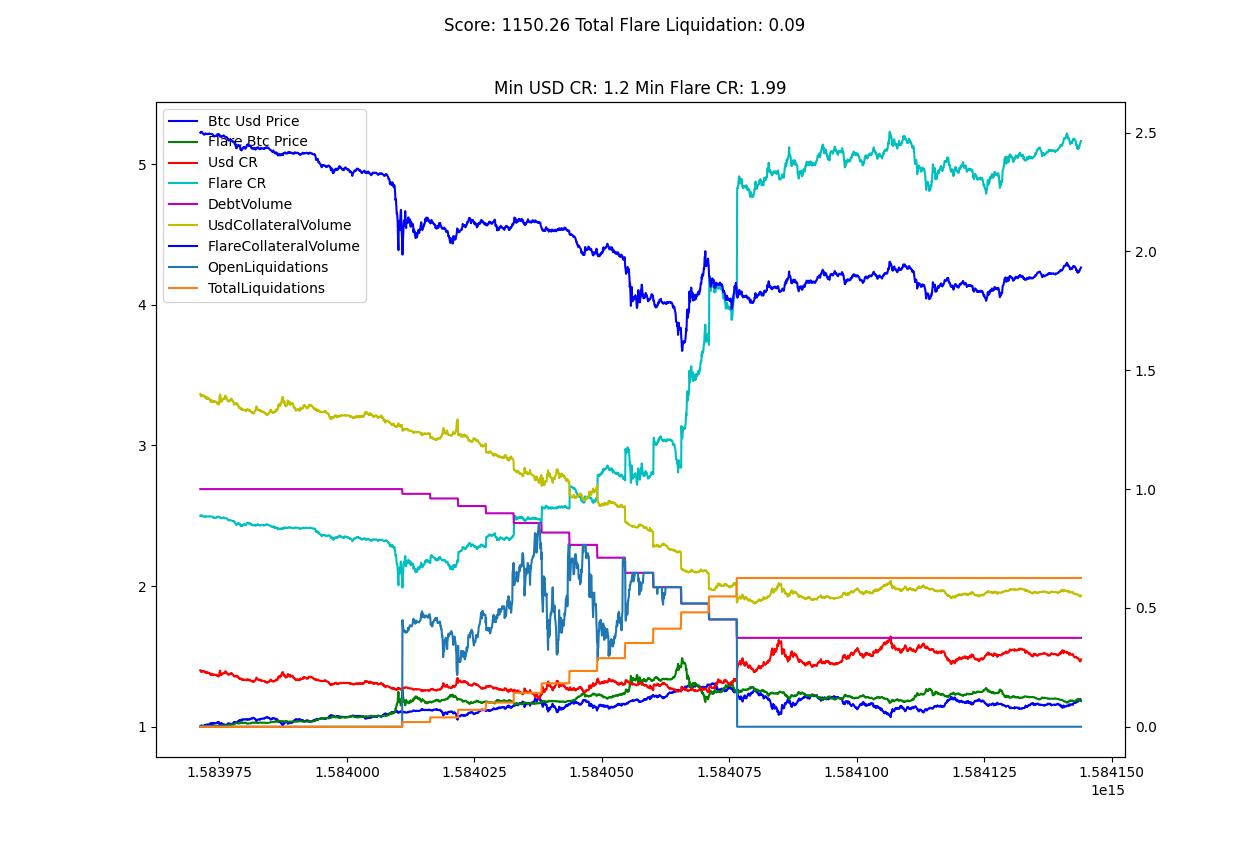 Score: 1150.26 Total Flare Liquidation: 0.09
Min USD CR: 1.2 Min Flare CR: 1.99
Btc Usd Price
Flare Btc Price
Usd CR
Flare CR
DebtVolume
UsdCollateralVolume
FlareCollateralVolume
OpenLiquidations
TotalLiquidations
5
4
3
2
1
2.5
2.0
1.5
1.0
0.5
0.0
1.583975 1.584000 1.584025 1.584050 1.584075 1.584100 1.584125 1.584150
1e15